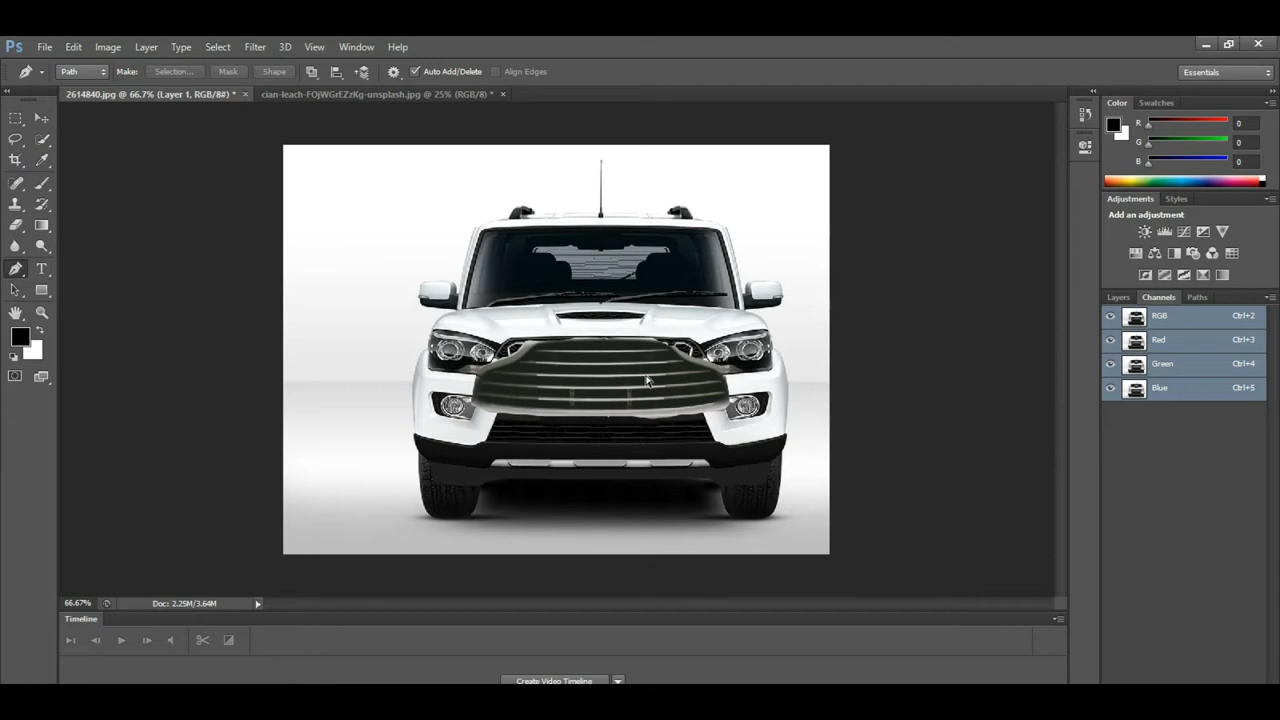 Ps File Edit Image Layer Type Select Filter 3D View Window Help
Path Make: Selection... Mask Shape Auto Add/Delete Align Edges Essentials
2614840.jpg @ 66.7% (Layer 1, RGB/8#) * × cian-leach-FOjWGrEZzKg-unsplash.jpg @ 25% (RGB/8) * ×
Color Swatches
R 0
G 0
B 0
Adjustments Styles
Add an adjustment
Layers Channels Paths
RGB Ctrl+2
Red Ctrl+3
Green Ctrl+4
Blue Ctrl+5
66.67% Doc: 2.25M/3.64M
Timeline
Create Video Timeline